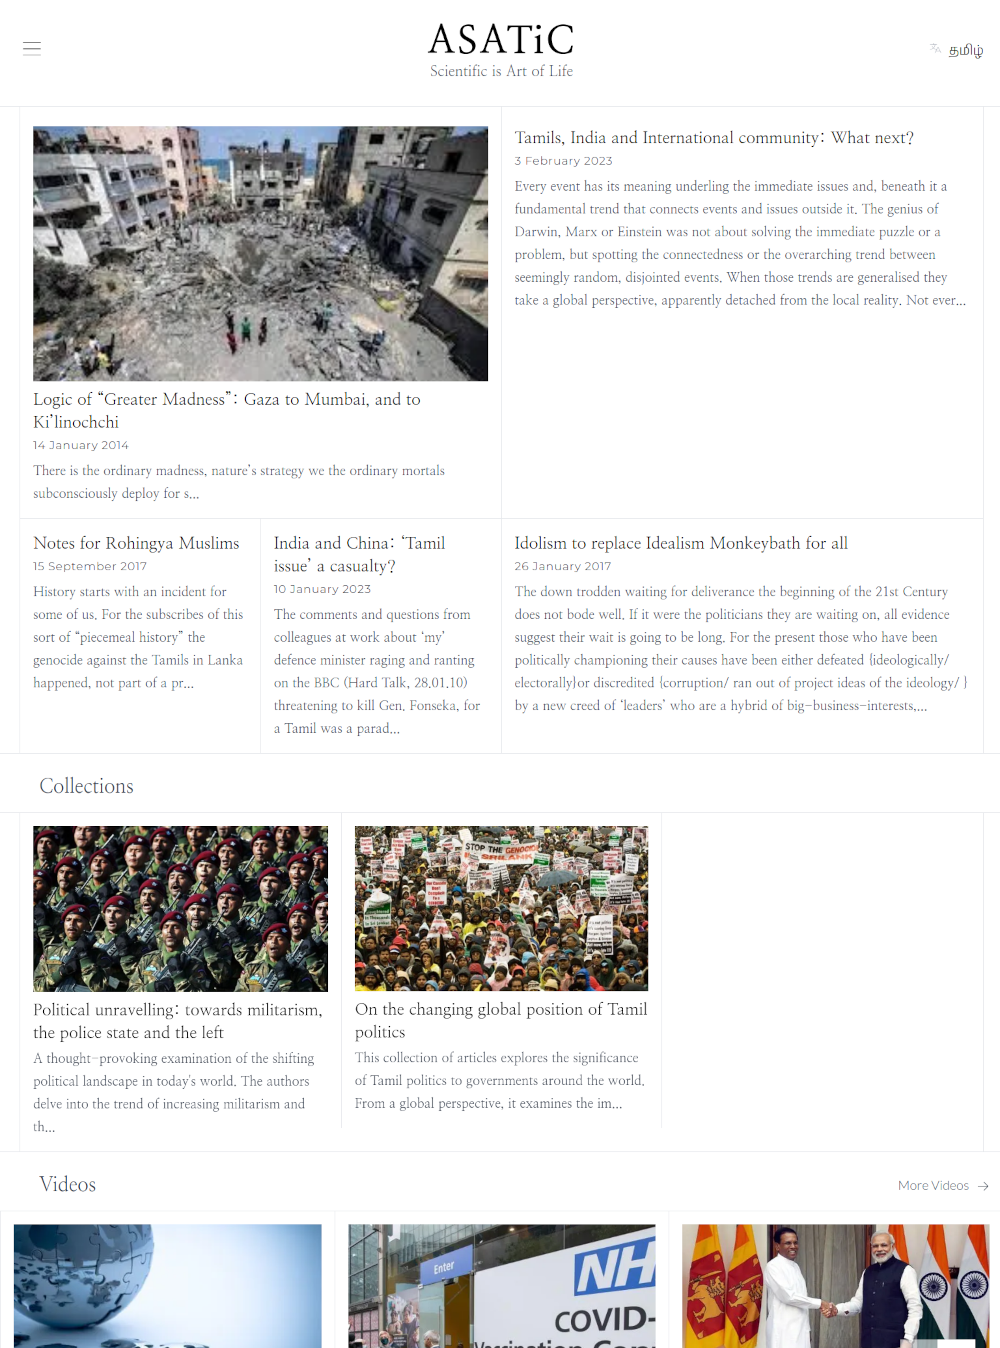 ASATiC
Scientific is Art of Life
தமிழ்
Logic of “Greater Madness”: Gaza to Mumbai, and to
Ki’linochchi
14 January 2014
There is the ordinary madness, nature’s strategy we the ordinary mortals
subconsciously deploy for s...
Tamils, India and International community: What next?
3 February 2023
Every event has its meaning underling the immediate issues and, beneath it a
fundamental trend that connects events and issues outside it. The genius of
Darwin, Marx or Einstein was not about solving the immediate puzzle or a
problem, but spotting the connectedness or the overarching trend between
seemingly random, disjointed events. When those trends are generalised they
take a global perspective, apparently detached from the local reality. Not ever...
Notes for Rohingya Muslims
15 September 2017
History starts with an incident for
some of us. For the subscribes of this
sort of “piecemeal history” the
genocide against the Tamils in Lanka
happened, not part of a pr...
India and China: ‘Tamil
issue’ a casualty?
10 January 2023
The comments and questions from
colleagues at work about ‘my’
defence minister raging and ranting
on the BBC (Hard Talk, 28.01.10)
threatening to kill Gen. Fonseka, for
a Tamil was a parad...
Idolism to replace Idealism Monkeybath for all
26 January 2017
The down trodden waiting for deliverance the beginning of the 21st Century
does not bode well. If it were the politicians they are waiting on, all evidence
suggest their wait is going to be long. For the present those who have been
politically championing their causes have been either defeated {ideologically/
electorally}or discredited {corruption/ ran out of project ideas of the ideology/ }
by a new creed of ‘leaders’ who are a hybrid of big-business-interests,...
Collections
STOP THE GENOCIDE
SRI LANKA
Political unravelling: towards militarism,
the police state and the left
A thought-provoking examination of the shifting
political landscape in today's world. The authors
delve into the trend of increasing militarism and
th...
On the changing global position of Tamil
politics
This collection of articles explores the significance
of Tamil politics to governments around the world.
From a global perspective, it examines the im...
Videos
More Videos →
Enter
NH
COVID-